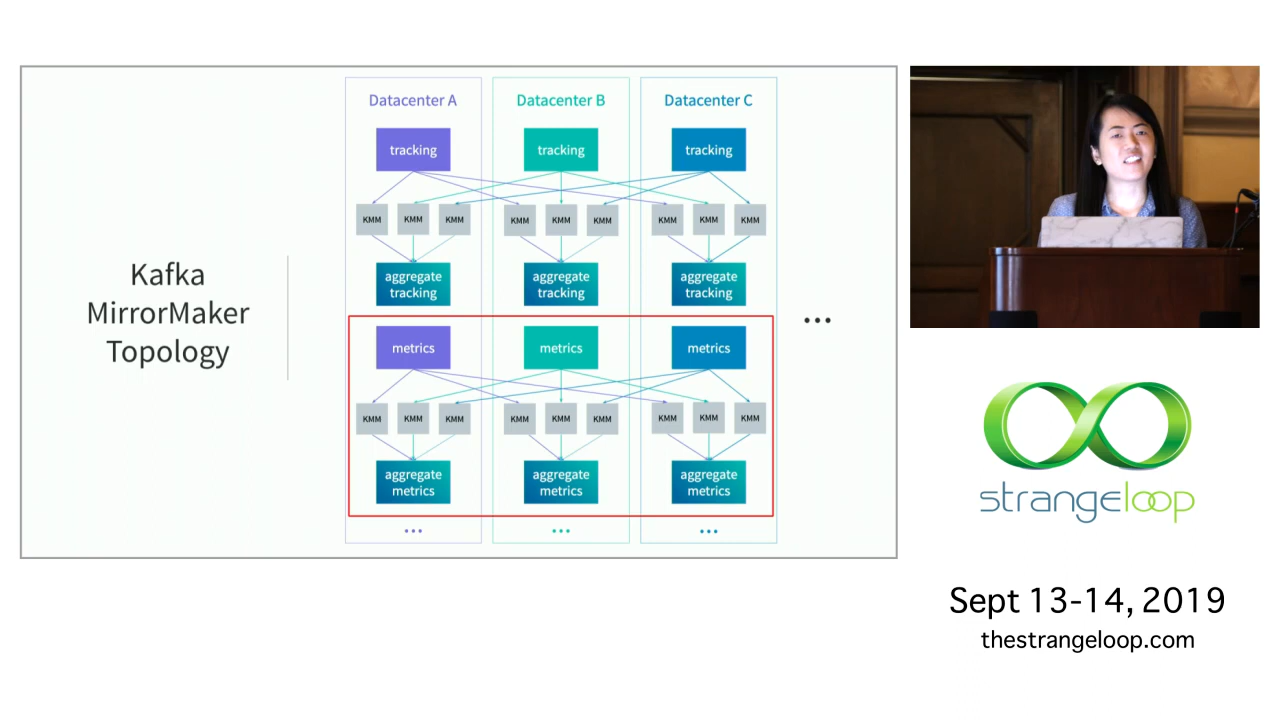 Kafka
MirrorMaker
Topology
Datacenter A
Datacenter B
Datacenter C
tracking
tracking
tracking
KMM
KMM
KMM
KMM
KMM
KMM
KMM
KMM
KMM
aggregate
tracking
aggregate
tracking
aggregate
tracking
...
metrics
metrics
metrics
KMM
KMM
KMM
KMM
KMM
KMM
KMM
KMM
KMM
aggregate
metrics
aggregate
metrics
aggregate
metrics
...
...
...
strangeloop
Sept 13-14, 2019
thestrangeloop.com